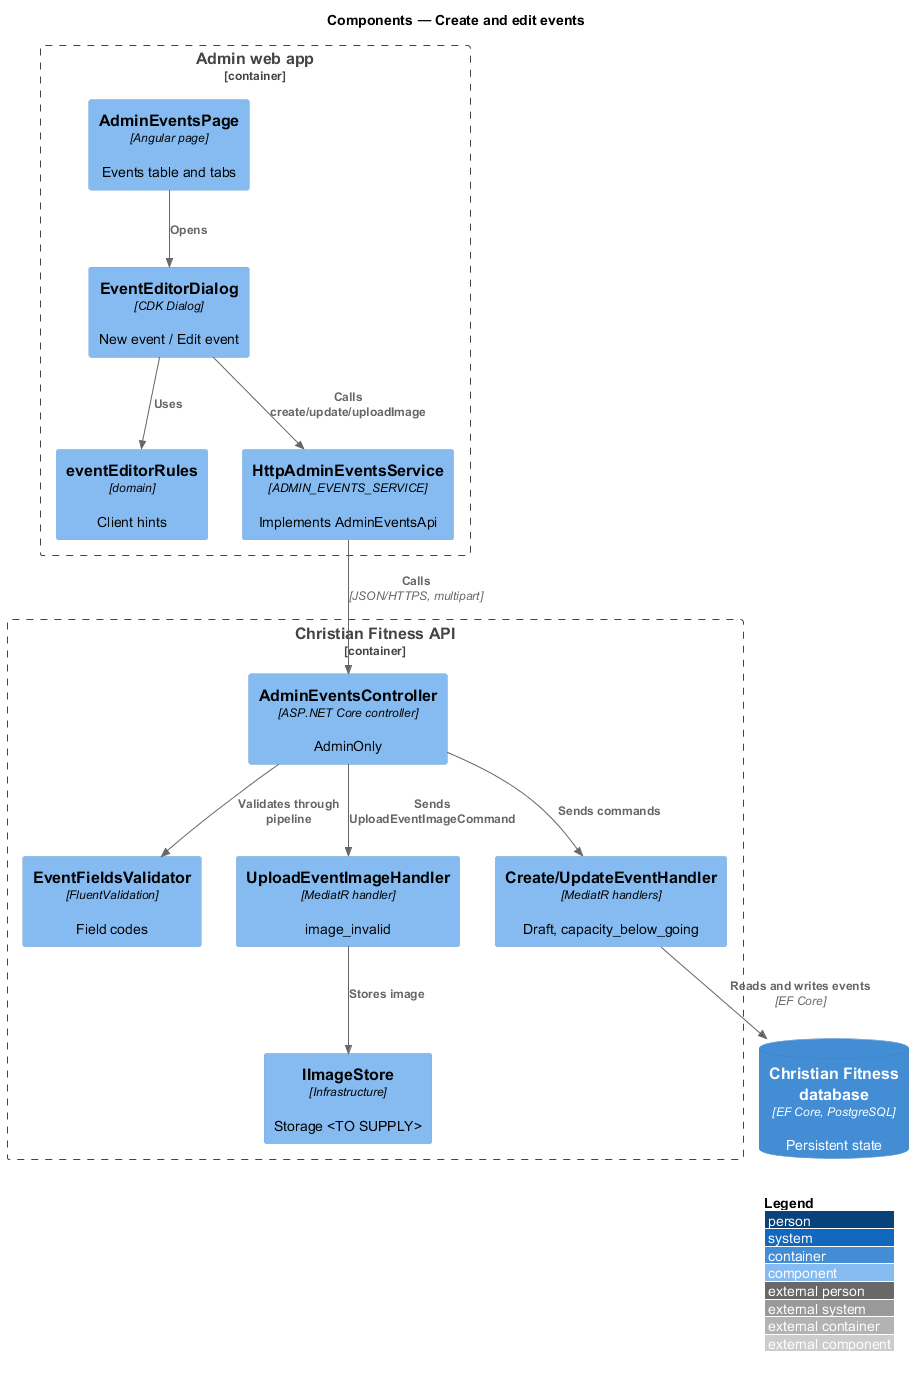 Components — Create and edit events
Admin web app
[container]
AdminEventsPage
[Angular page]
Events table and tabs
Opens
EventEditorDialog
[CDK Dialog]
New event / Edit event
Uses
Calls
create/update/uploadImage
eventEditorRules
[domain]
Client hints
HttpAdminEventsService
[ADMIN_EVENTS_SERVICE]
Implements AdminEventsApi
Calls
[JSON/HTTPS, multipart]
Christian Fitness API
[container]
AdminEventsController
[ASP.NET Core controller]
AdminOnly
Validates through
pipeline
Sends
UploadEventImageCommand
Sends commands
EventFieldsValidator
[FluentValidation]
Field codes
UploadEventImageHandler
[MediatR handler]
image_invalid
Create/UpdateEventHandler
[MediatR handlers]
Draft, capacity_below_going
Stores image
Reads and writes events
[EF Core]
IImageStore
[Infrastructure]
Storage <TO SUPPLY>
Christian Fitness
database
[EF Core, PostgreSQL]
Persistent state
Legend
person
system
container
component
external person
external system
external container
external component